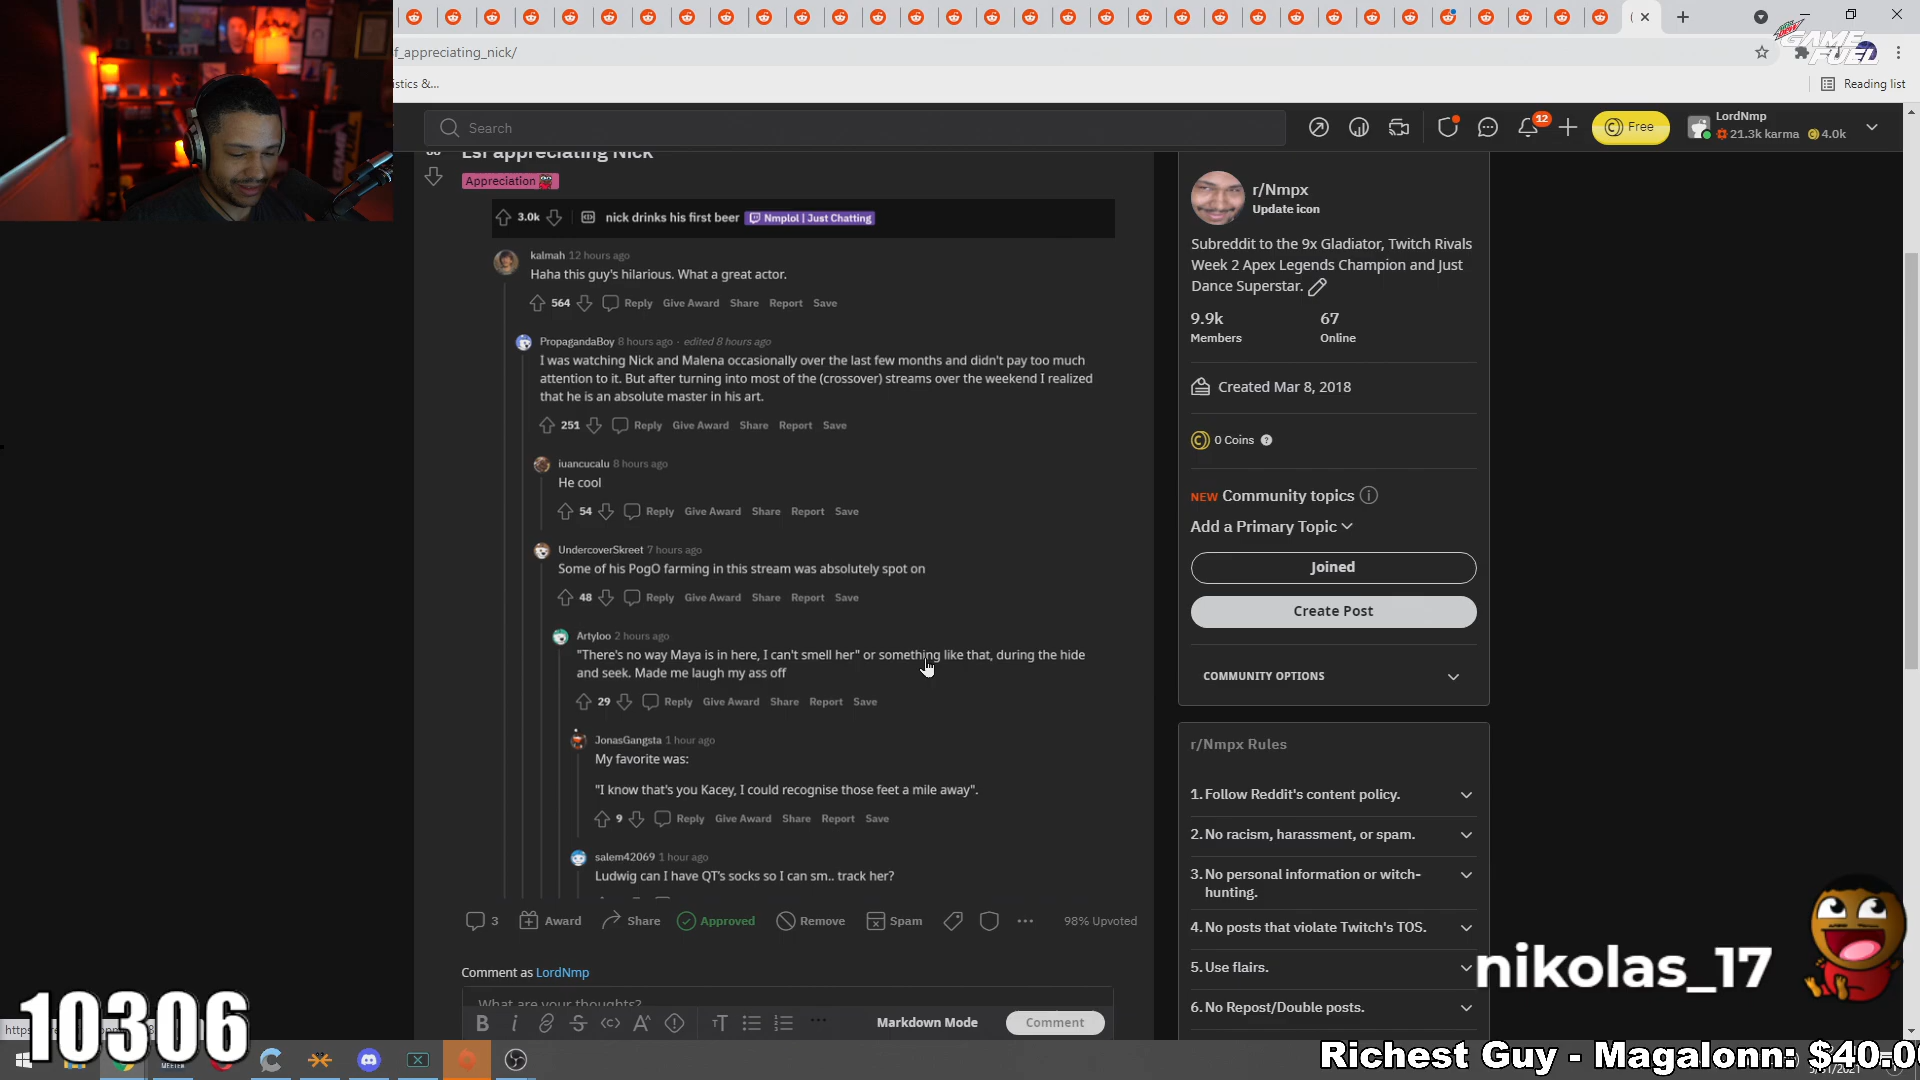 GAME FUEL
f_appreciating_nick/
istics &...
Reading list
Search
12
Free
LordNmp
21.3k karma 4.0k
Lsf appreciating Nick
Appreciation
3.0k nick drinks his first beer Nmplol | Just Chatting
kalmah 12 hours ago
Haha this guy's hilarious. What a great actor.
564 Reply Give Award Share Report Save
PropagandaBoy 8 hours ago · edited 8 hours ago
I was watching Nick and Malena occasionally over the last few months and didn't pay too much
attention to it. But after turning into most of the (crossover) streams over the weekend I realized
that he is an absolute master in his art.
251 Reply Give Award Share Report Save
iuancucalu 8 hours ago
He cool
54 Reply Give Award Share Report Save
UndercoverSkreet 7 hours ago
Some of his PogO farming in this stream was absolutely spot on
48 Reply Give Award Share Report Save
Artyloo 2 hours ago
"There's no way Maya is in here, I can't smell her" or something like that, during the hide
and seek. Made me laugh my ass off
29 Reply Give Award Share Report Save
JonasGangsta 1 hour ago
My favorite was:
"I know that's you Kacey, I could recognise those feet a mile away".
9 Reply Give Award Share Report Save
salem42069 1 hour ago
Ludwig can I have QT's socks so I can sm.. track her?
3 Award Share Approved Remove Spam 98% Upvoted
Comment as LordNmp
What are your thoughts?
Markdown Mode
Comment
r/Nmpx
Update icon
Subreddit to the 9x Gladiator, Twitch Rivals
Week 2 Apex Legends Champion and Just
Dance Superstar.
9.9k 67
Members Online
Created Mar 8, 2018
0 Coins
NEW Community topics
Add a Primary Topic
Joined
Create Post
COMMUNITY OPTIONS
r/Nmpx Rules
1. Follow Reddit's content policy.
2. No racism, harassment, or spam.
3. No personal information or witch-
hunting.
4. No posts that violate Twitch's TOS.
5. Use flairs.
6. No Repost/Double posts.
nikolas_17
10306
Richest Guy - Magalonn: $40.0